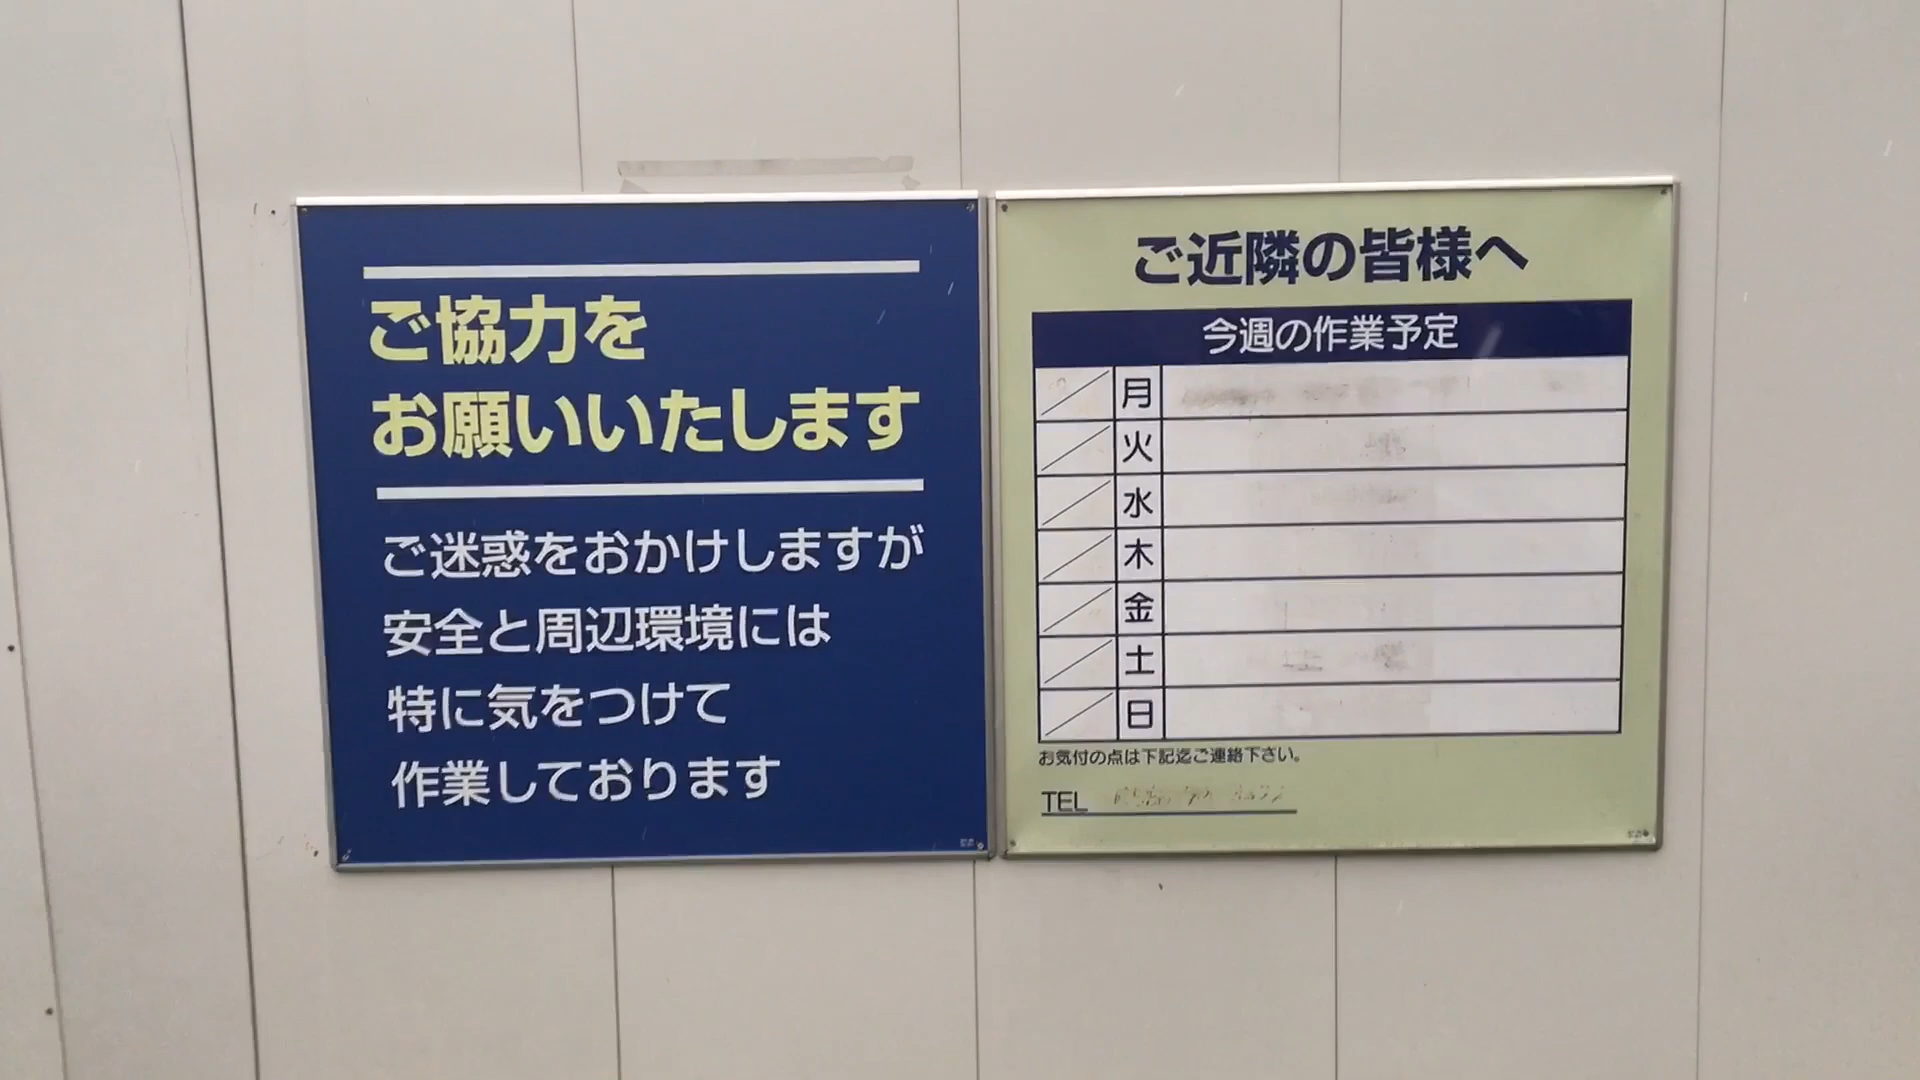 ご協力を
お願いいたします
ご迷惑をおかけしますが
安全と周辺環境には
特に気をつけて
作業しております
ご近隣の皆様へ
今週の作業予定
月
火
水
木
金
土
日
お気付の点は下記迄ご連絡下さい。
TEL